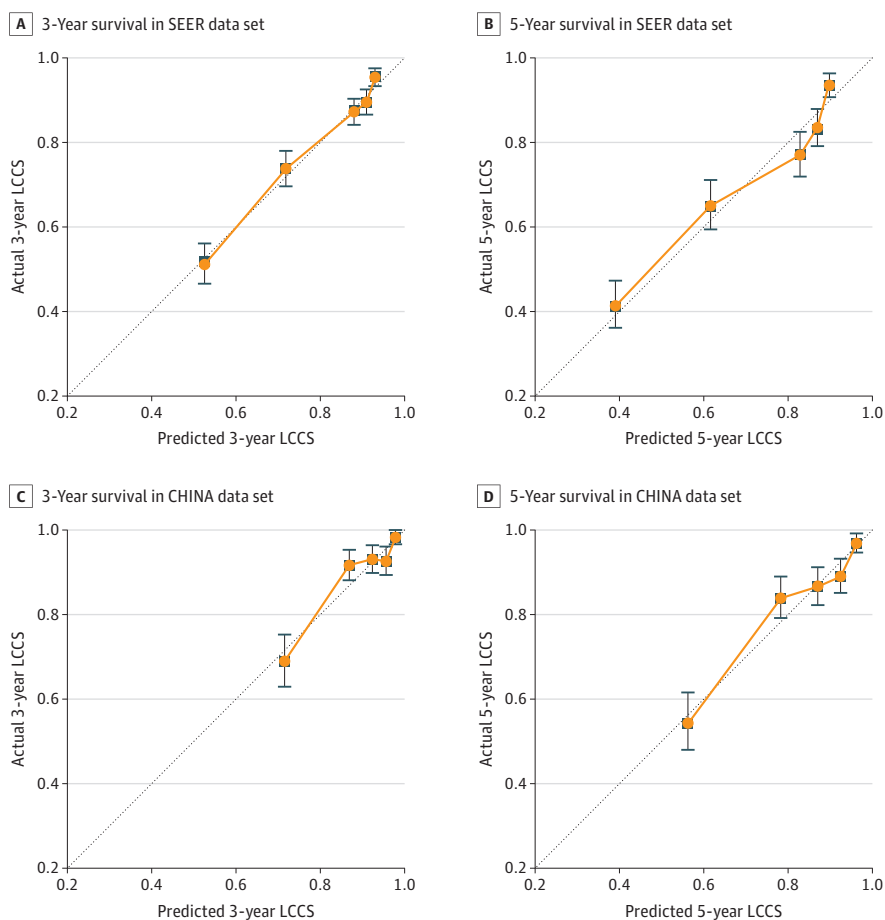 A 3-Year survival in SEER data set
1.0
0.8
0.6
0.4
0.2
Actual 3-year LCCS
0.2 0.4 0.6 0.8 1.0
Predicted 3-year LCCS
B 5-Year survival in SEER data set
1.0
0.8
0.6
0.4
0.2
Actual 5-year LCCS
0.2 0.4 0.6 0.8 1.0
Predicted 5-year LCCS
C 3-Year survival in CHINA data set
1.0
0.8
0.6
0.4
0.2
Actual 3-year LCCS
0.2 0.4 0.6 0.8 1.0
Predicted 3-year LCCS
D 5-Year survival in CHINA data set
1.0
0.8
0.6
0.4
0.2
Actual 5-year LCCS
0.2 0.4 0.6 0.8 1.0
Predicted 5-year LCCS